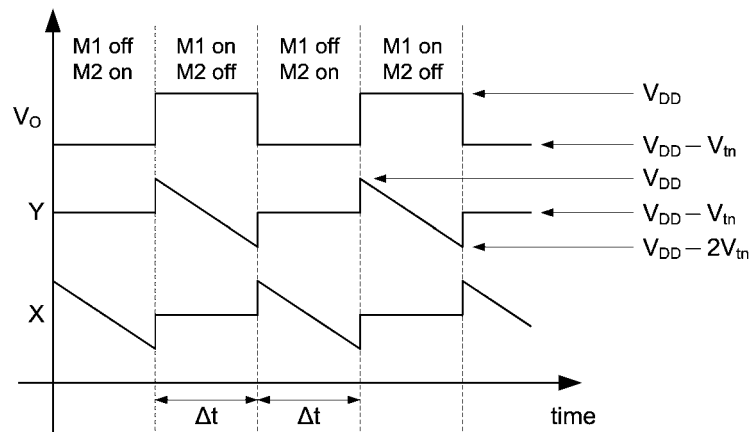 M1 off
M2 on
M1 on
M2 off
M1 off
M2 on
M1 on
M2 off
V_O
V_DD
V_DD – V_tn
Y
V_DD
V_DD – V_tn
V_DD – 2V_tn
X
Δt
Δt
time